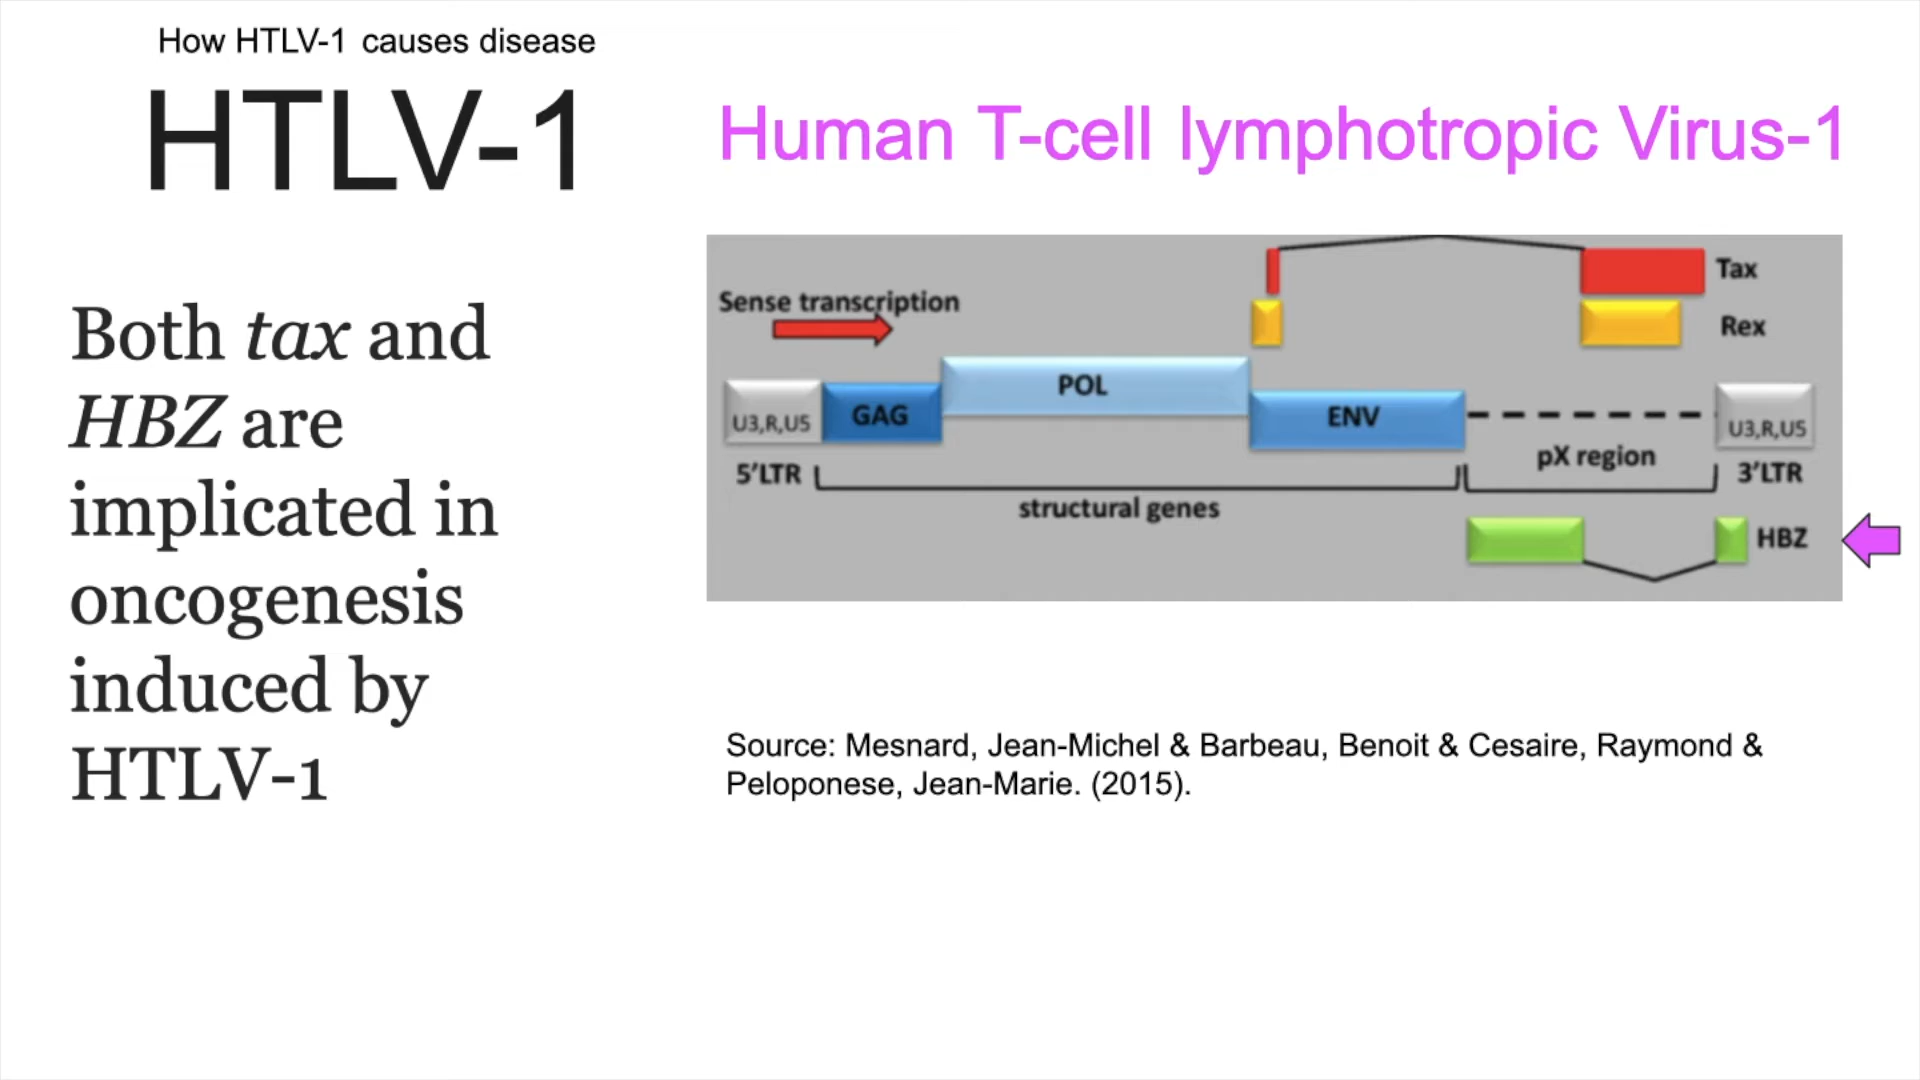 How HTLV-1 causes disease
HTLV-1
Human T-cell lymphotropic Virus-1
Both tax and
HBZ are
implicated in
oncogenesis
induced by
HTLV-1
Tax
Sense transcription
Rex
POL
U3,R,U5
GAG
ENV
U3,R,U5
pX region
5'LTR
3'LTR
structural genes
HBZ
Source: Mesnard, Jean-Michel & Barbeau, Benoit & Cesaire, Raymond &
Peloponese, Jean-Marie. (2015).